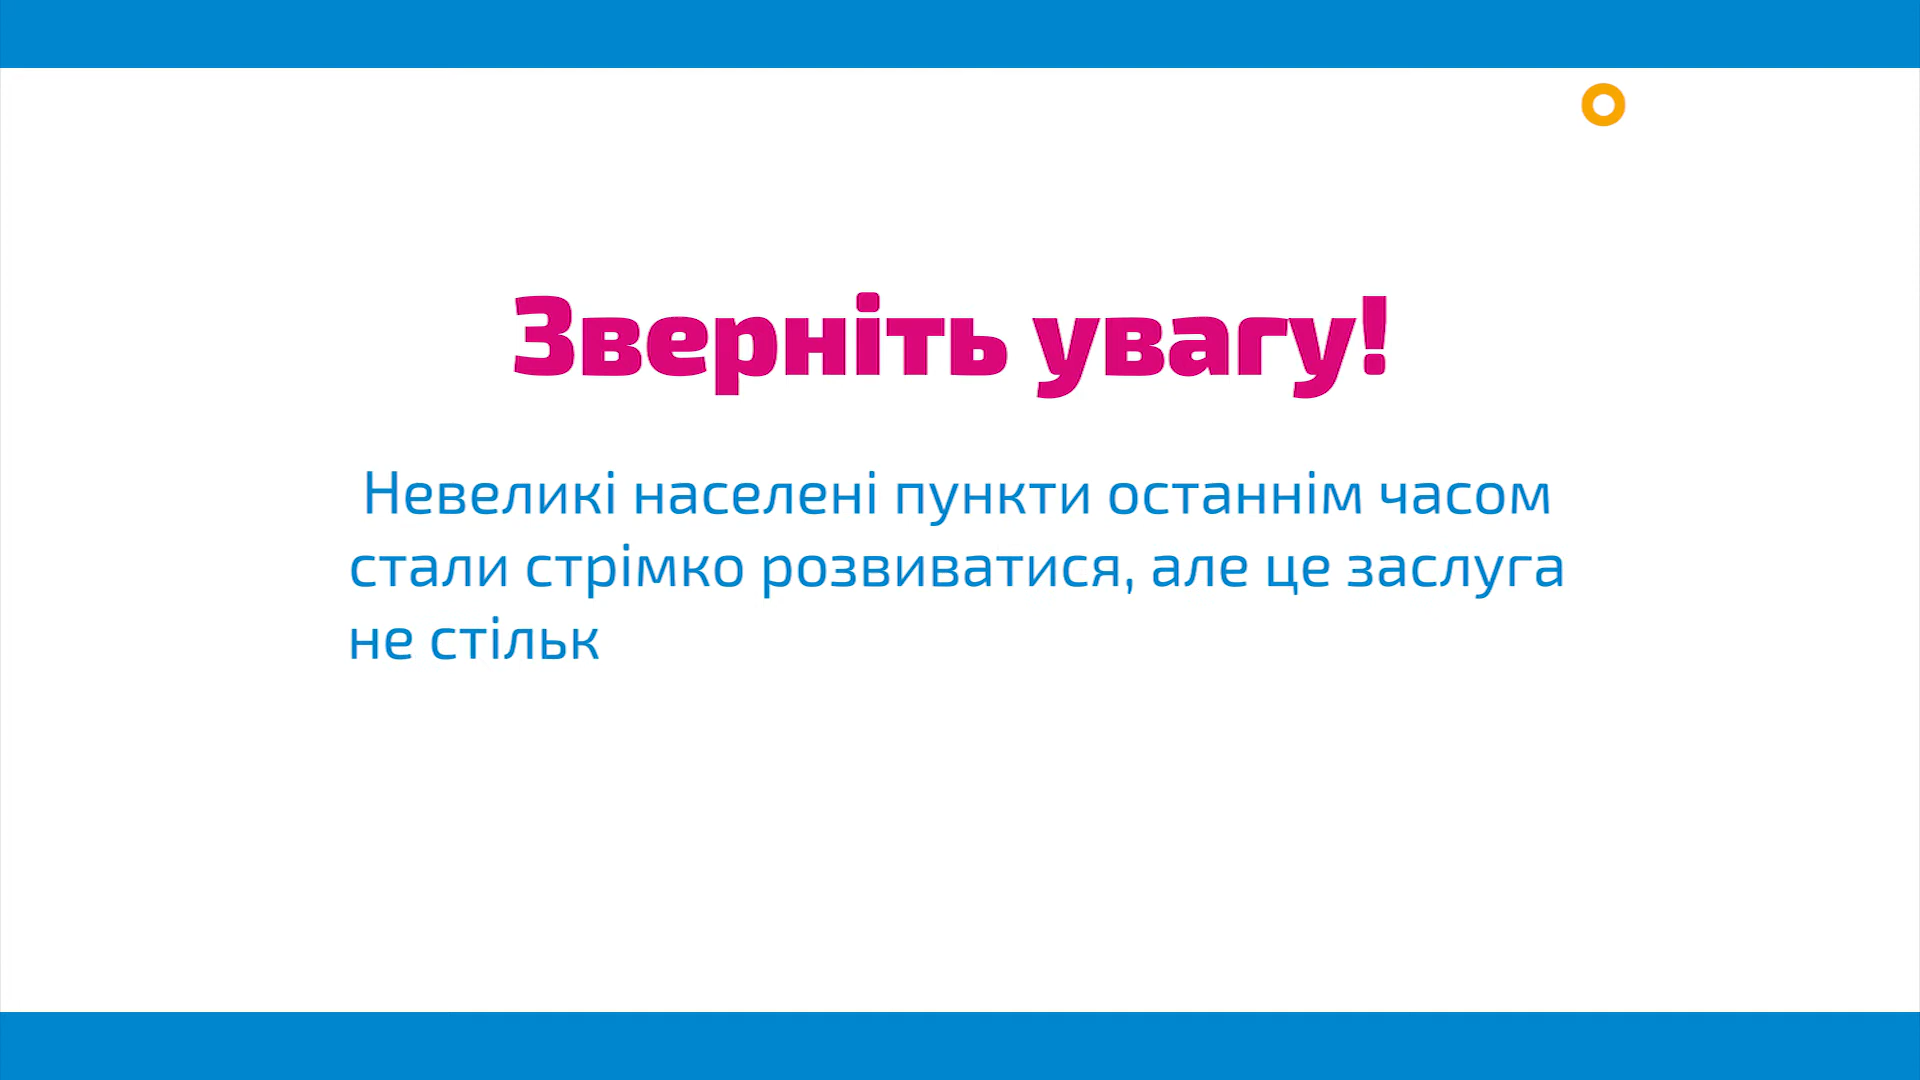 Зверніть увагу!
Невеликі населені пункти останнім часом
стали стрімко розвиватися, але це заслуга
не стільк